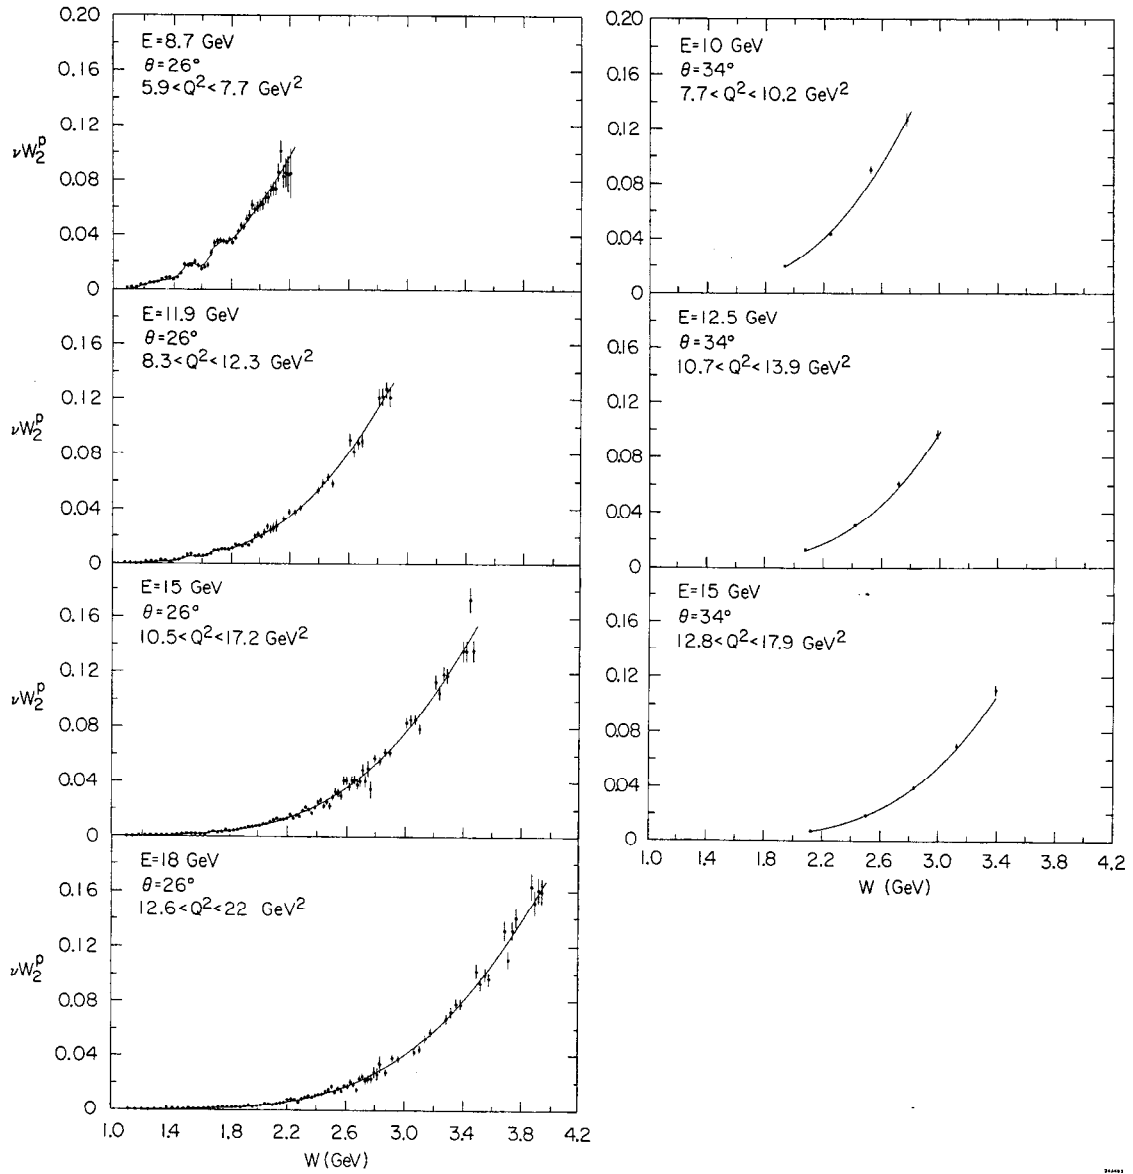 0.20
0.16
0.12
0.08
0.04
0
νW₂ᵖ
E=8.7 GeV
θ=26°
5.9<Q²<7.7 GeV²
0.16
0.12
0.08
0.04
0
νW₂ᵖ
E=11.9 GeV
θ=26°
8.3<Q²<12.3 GeV²
0.16
0.12
0.08
0.04
0
νW₂ᵖ
E=15 GeV
θ=26°
10.5<Q²<17.2 GeV²
0.16
0.12
0.08
0.04
0
νW₂ᵖ
E=18 GeV
θ=26°
12.6<Q²<22 GeV²
1.0 1.4 1.8 2.2 2.6 3.0 3.4 3.8 4.2
W (GeV)
0.20
0.16
0.12
0.08
0.04
0
E=10 GeV
θ=34°
7.7<Q²<10.2 GeV²
0.16
0.12
0.08
0.04
0
E=12.5 GeV
θ=34°
10.7<Q²<13.9 GeV²
0.16
0.12
0.08
0.04
0
E=15 GeV
θ=34°
12.8<Q²<17.9 GeV²
1.0 1.4 1.8 2.2 2.6 3.0 3.4 3.8 4.2
W (GeV)